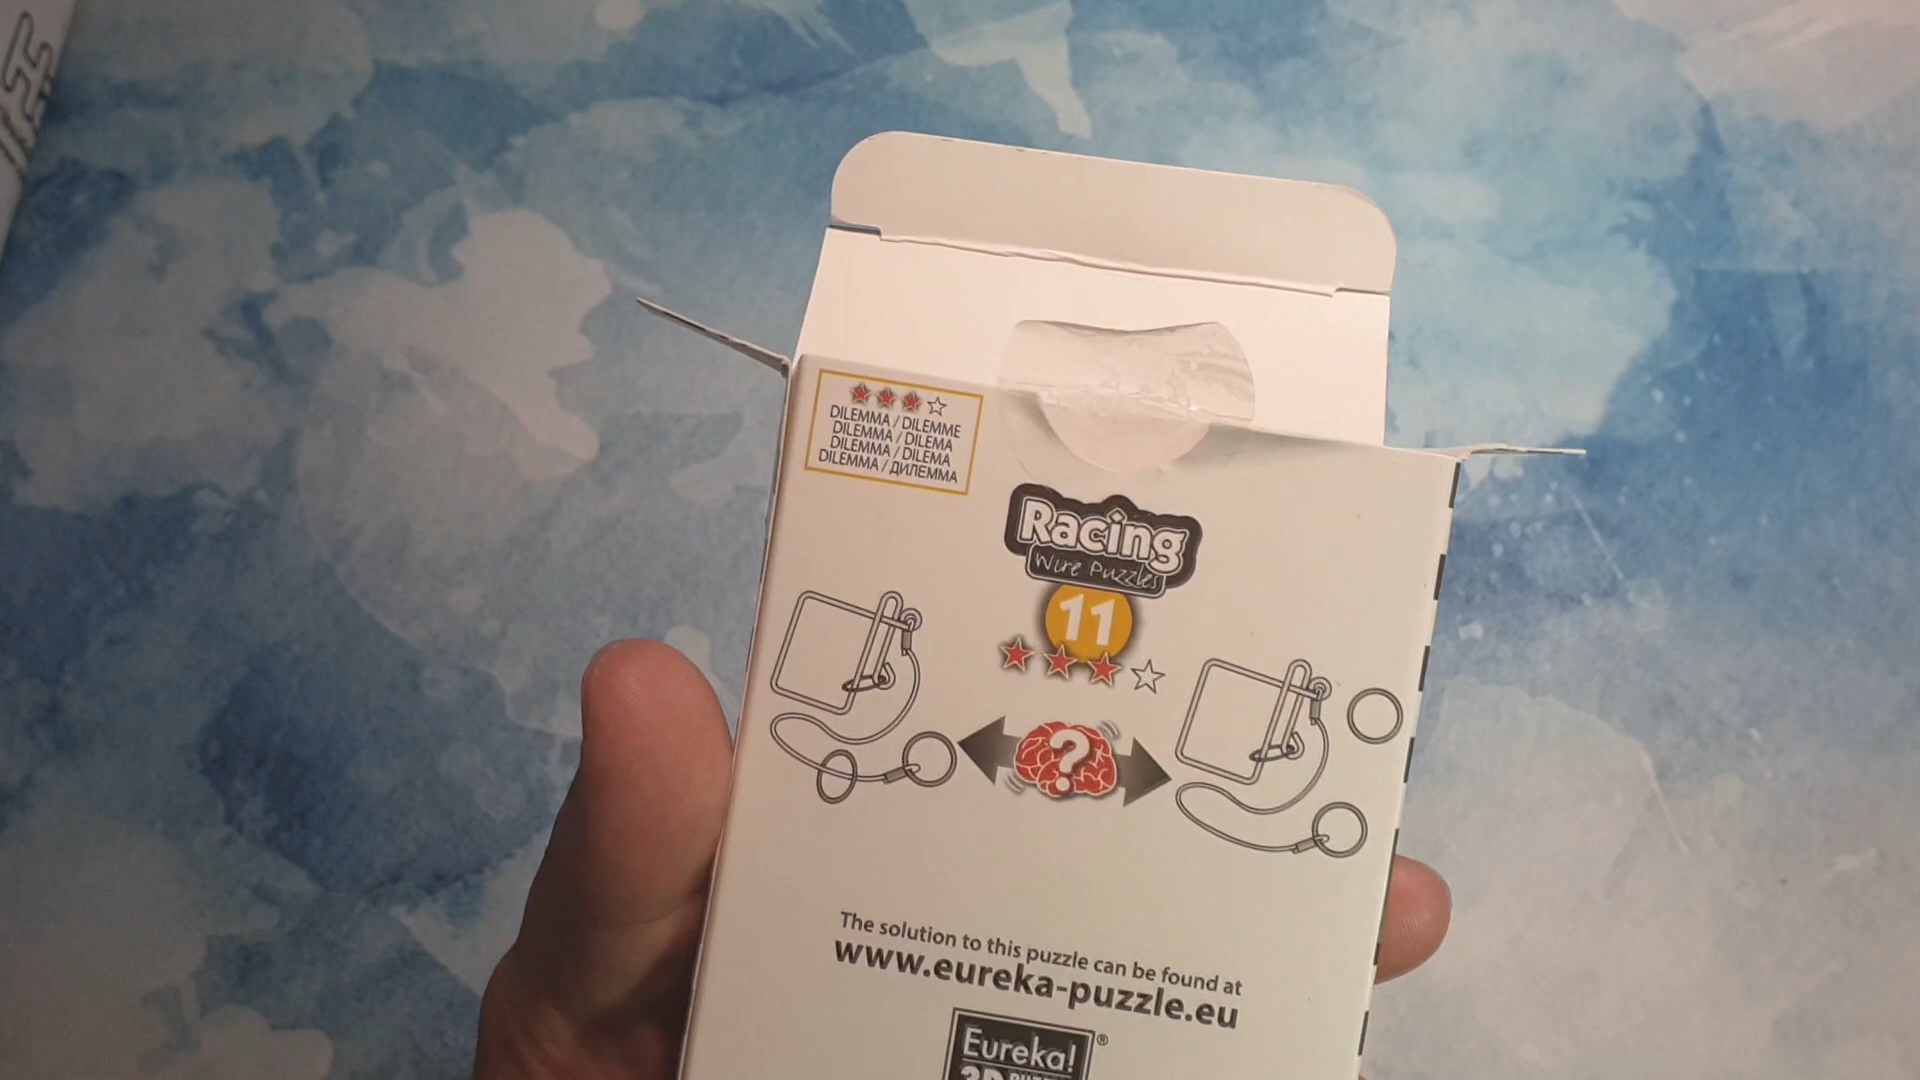 DILEMMA / DILEMME
DILEMMA / DILEMA
DILEMMA / DILEMA
DILEMMA / ДИЛЕММА
Racing
Wire Puzzles
11
?
The solution to this puzzle can be found at
www.eureka-puzzle.eu
Eureka!®
3D